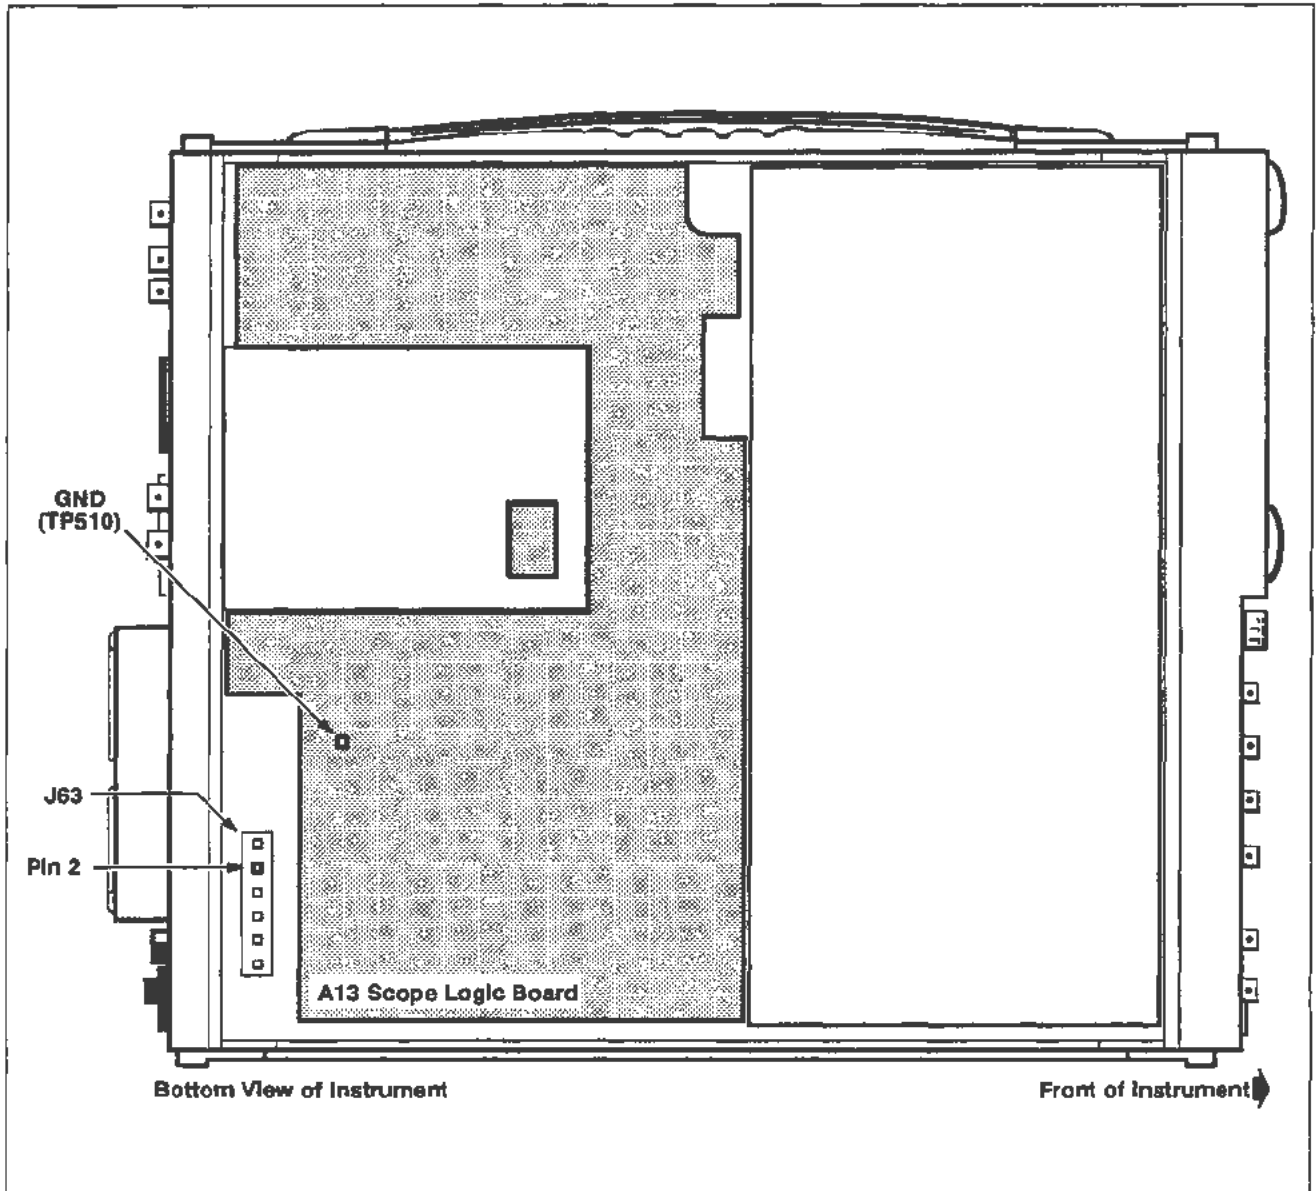 GND
(TP510)
J63
Pin 2
A13 Scope Logic Board
Bottom View of Instrument
Front of Instrument